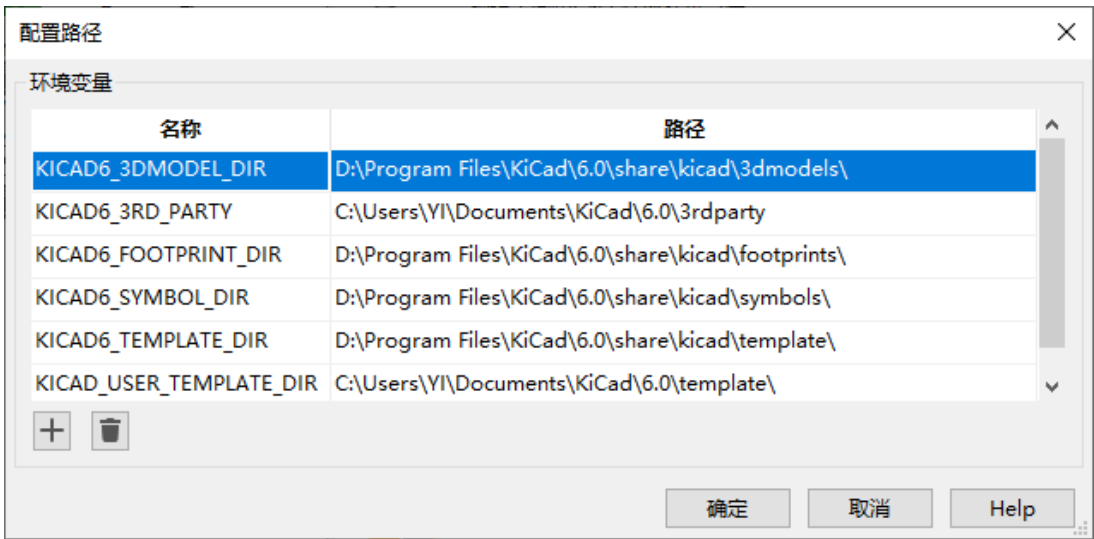 配置路径
环境变量
名称 路径
KICAD6_3DMODEL_DIR D:\Program Files\KiCad\6.0\share\kicad\3dmodels\
KICAD6_3RD_PARTY C:\Users\YI\Documents\KiCad\6.0\3rdparty
KICAD6_FOOTPRINT_DIR D:\Program Files\KiCad\6.0\share\kicad\footprints\
KICAD6_SYMBOL_DIR D:\Program Files\KiCad\6.0\share\kicad\symbols\
KICAD6_TEMPLATE_DIR D:\Program Files\KiCad\6.0\share\kicad\template\
KICAD_USER_TEMPLATE_DIR C:\Users\YI\Documents\KiCad\6.0\template\
确定 取消 Help